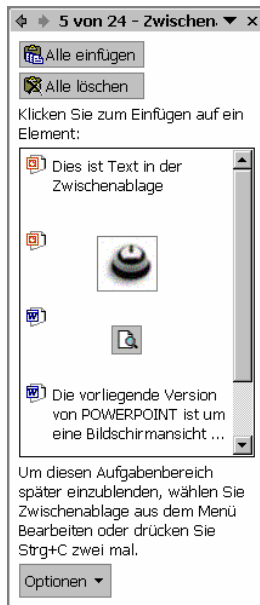 5 von 24 - Zwischen.
Alle einfügen
Alle löschen
Klicken Sie zum Einfügen auf ein
Element:
Dies ist Text in der
Zwischenablage
Die vorliegende Version
von POWERPOINT ist um
eine Bildschirmansicht ...
Um diesen Aufgabenbereich
später einzublenden, wählen Sie
Zwischenablage aus dem Menü
Bearbeiten oder drücken Sie
Strg+C zwei mal.
Optionen